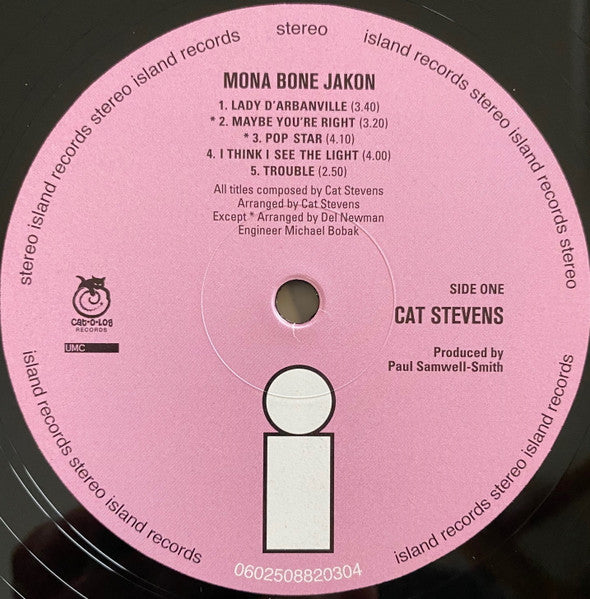 stereo island records stereo island records stereo island records stereo
island records stereo island records
island records stereo island records
MONA BONE JAKON
1. LADY D'ARBANVILLE (3.40)
* 2. MAYBE YOU'RE RIGHT (3.20)
* 3. POP STAR (4.10)
4. I THINK I SEE THE LIGHT (4.00)
5. TROUBLE (2.50)
All titles composed by Cat Stevens
Arranged by Cat Stevens
Except * Arranged by Del Newman
Engineer Michael Bobak
SIDE ONE
CAT STEVENS
Produced by
Paul Samwell-Smith
Cat-O-Log
RECORDS
UMC
0602508820304